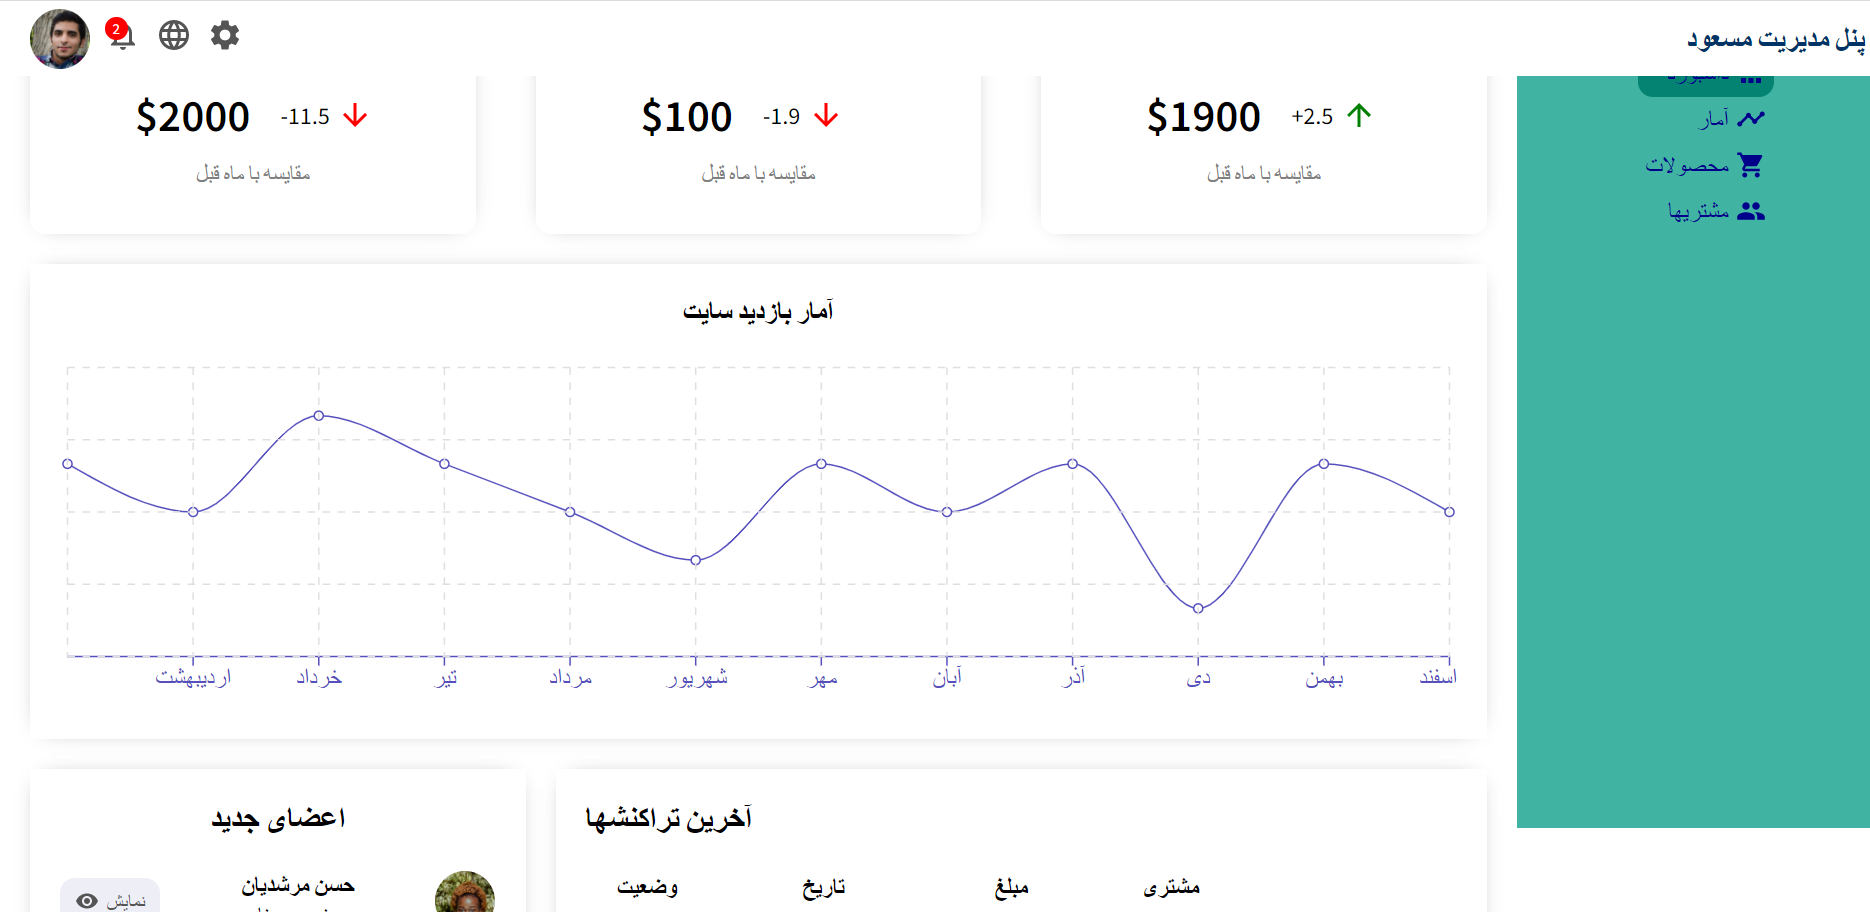 پنل مدیریت مسعود
2
داشبورد
آمار
محصولات
مشتریها
$1900 +2.5
مقایسه با ماه قبل
$100 -1.9
مقایسه با ماه قبل
$2000 -11.5
مقایسه با ماه قبل
آمار بازدید سایت
اردیبهشت خرداد تیر مرداد شهریور مهر آبان آذر دی بهمن اسفند
آخرین تراکنشها
مشتری مبلغ تاریخ وضعیت
اعضای جدید
حسن مرشدیان
نمایش